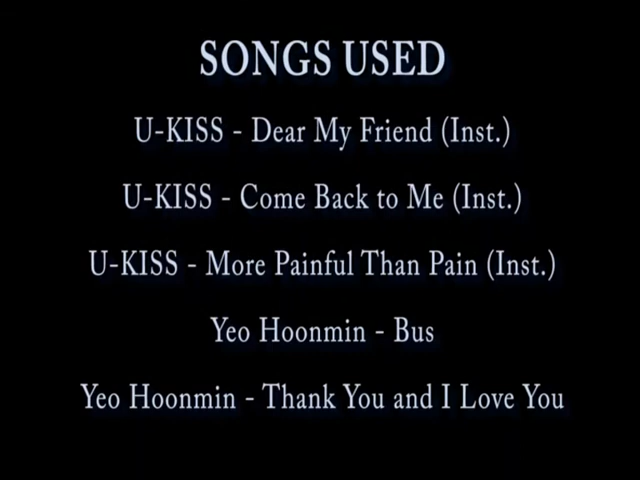 SONGS USED
U-KISS - Dear My Friend (Inst.)
U-KISS - Come Back to Me (Inst.)
U-KISS - More Painful Than Pain (Inst.)
Yeo Hoonmin - Bus
Yeo Hoonmin - Thank You and I Love You